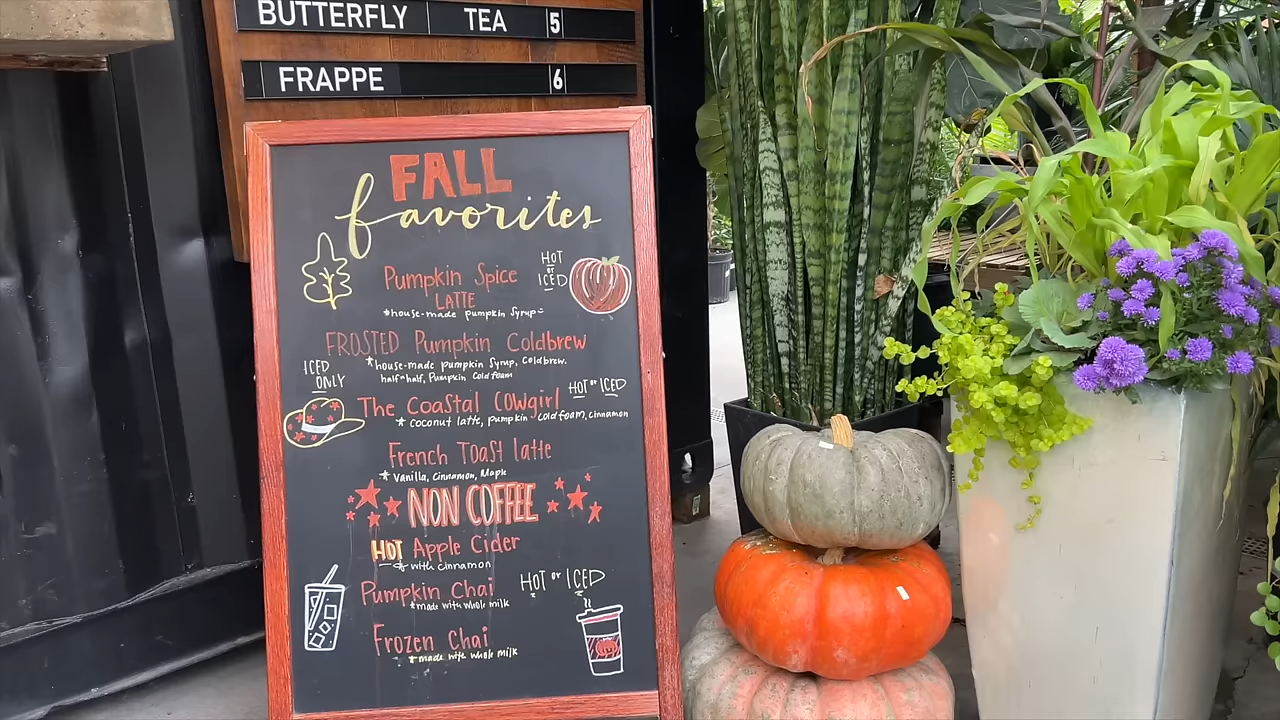 BUTTERFLY TEA 5
FRAPPE 6
FALL
favorites
Pumpkin Spice
LATTE
HOT
or
ICED
*house-made pumpkin syrup
FROSTED Pumpkin Coldbrew
ICED
ONLY
*house-made pumpkin syrup, Coldbrew.
half n half, Pumpkin Cold foam
The Coastal COWgirl
HOT or ICED
* coconut latte, pumpkin-cold foam, cinnamon
French Toast latte
* Vanilla, Cinnamon, Maple
NON COFFEE
HOT Apple Cider
* with cinnamon
Pumpkin Chai
HOT or ICED
*made with whole milk
Frozen Chai
* made with whole milk